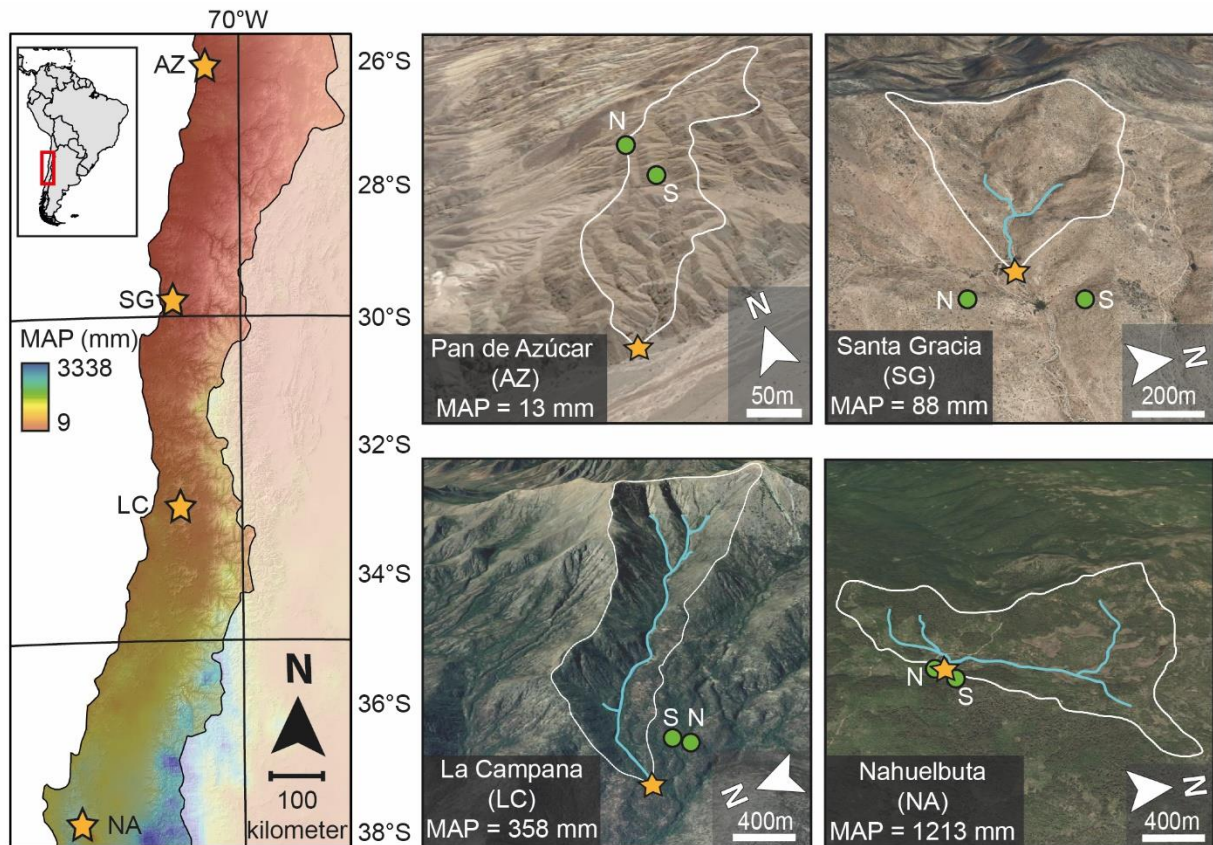 70°W
AZ
26°S
28°S
SG
30°S
MAP (mm)
3338
9
32°S
LC
34°S
N
36°S
100
kilometer
NA
38°S
N
S
N
Pan de Azúcar
(AZ)
MAP = 13 mm
50m
N
S
N
Santa Gracia
(SG)
MAP = 88 mm
200m
S N
N
La Campana
(LC)
MAP = 358 mm
400m
N
S
N
Nahuelbuta
(NA)
MAP = 1213 mm
400m